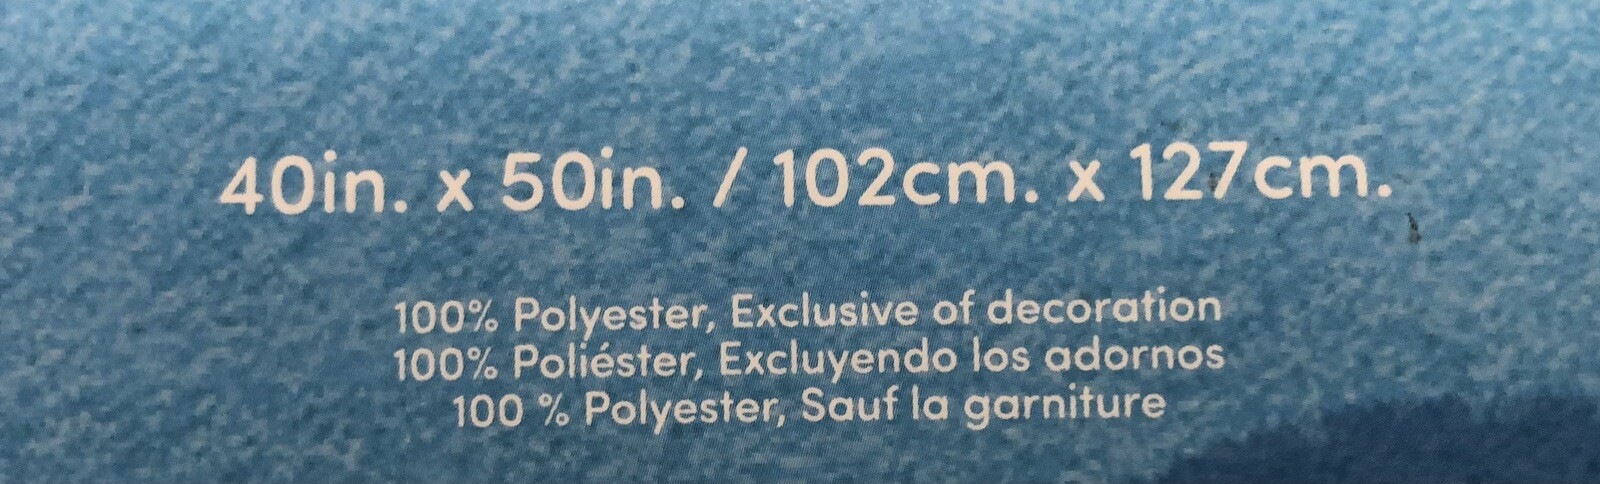 40in. x 50in. / 102cm. x 127cm.
100% Polyester, Exclusive of decoration
100% Poliéster, Excluyendo los adornos
100 % Polyester, Sauf la garniture